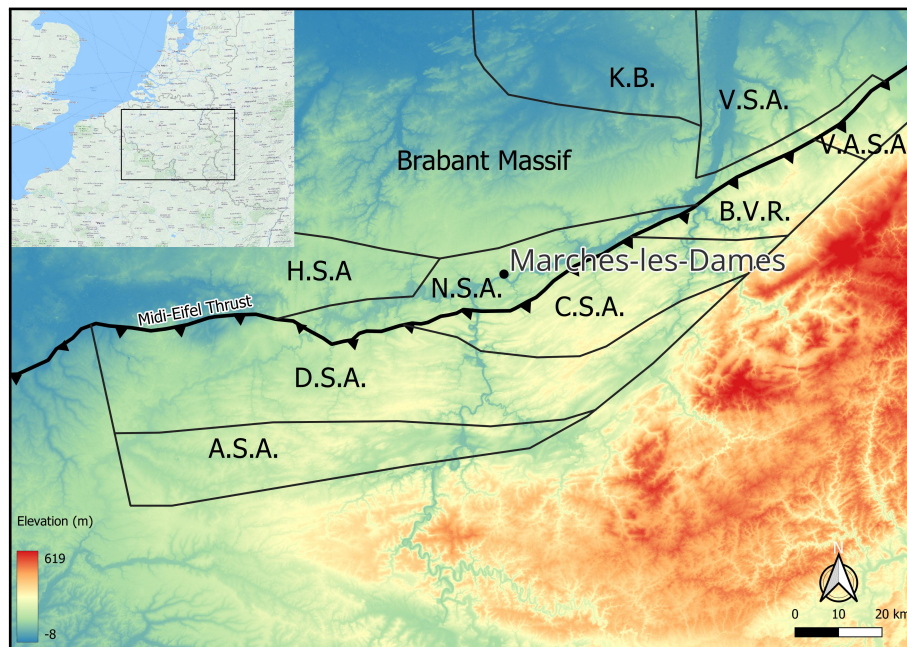 K.B.
V.S.A.
V.A.S.A
Brabant Massif
B.V.R.
Marches-les-Dames
H.S.A
N.S.A.
C.S.A.
Midi-Eifel Thrust
D.S.A.
A.S.A.
Elevation (m)
619
-8
N
0 10 20 km